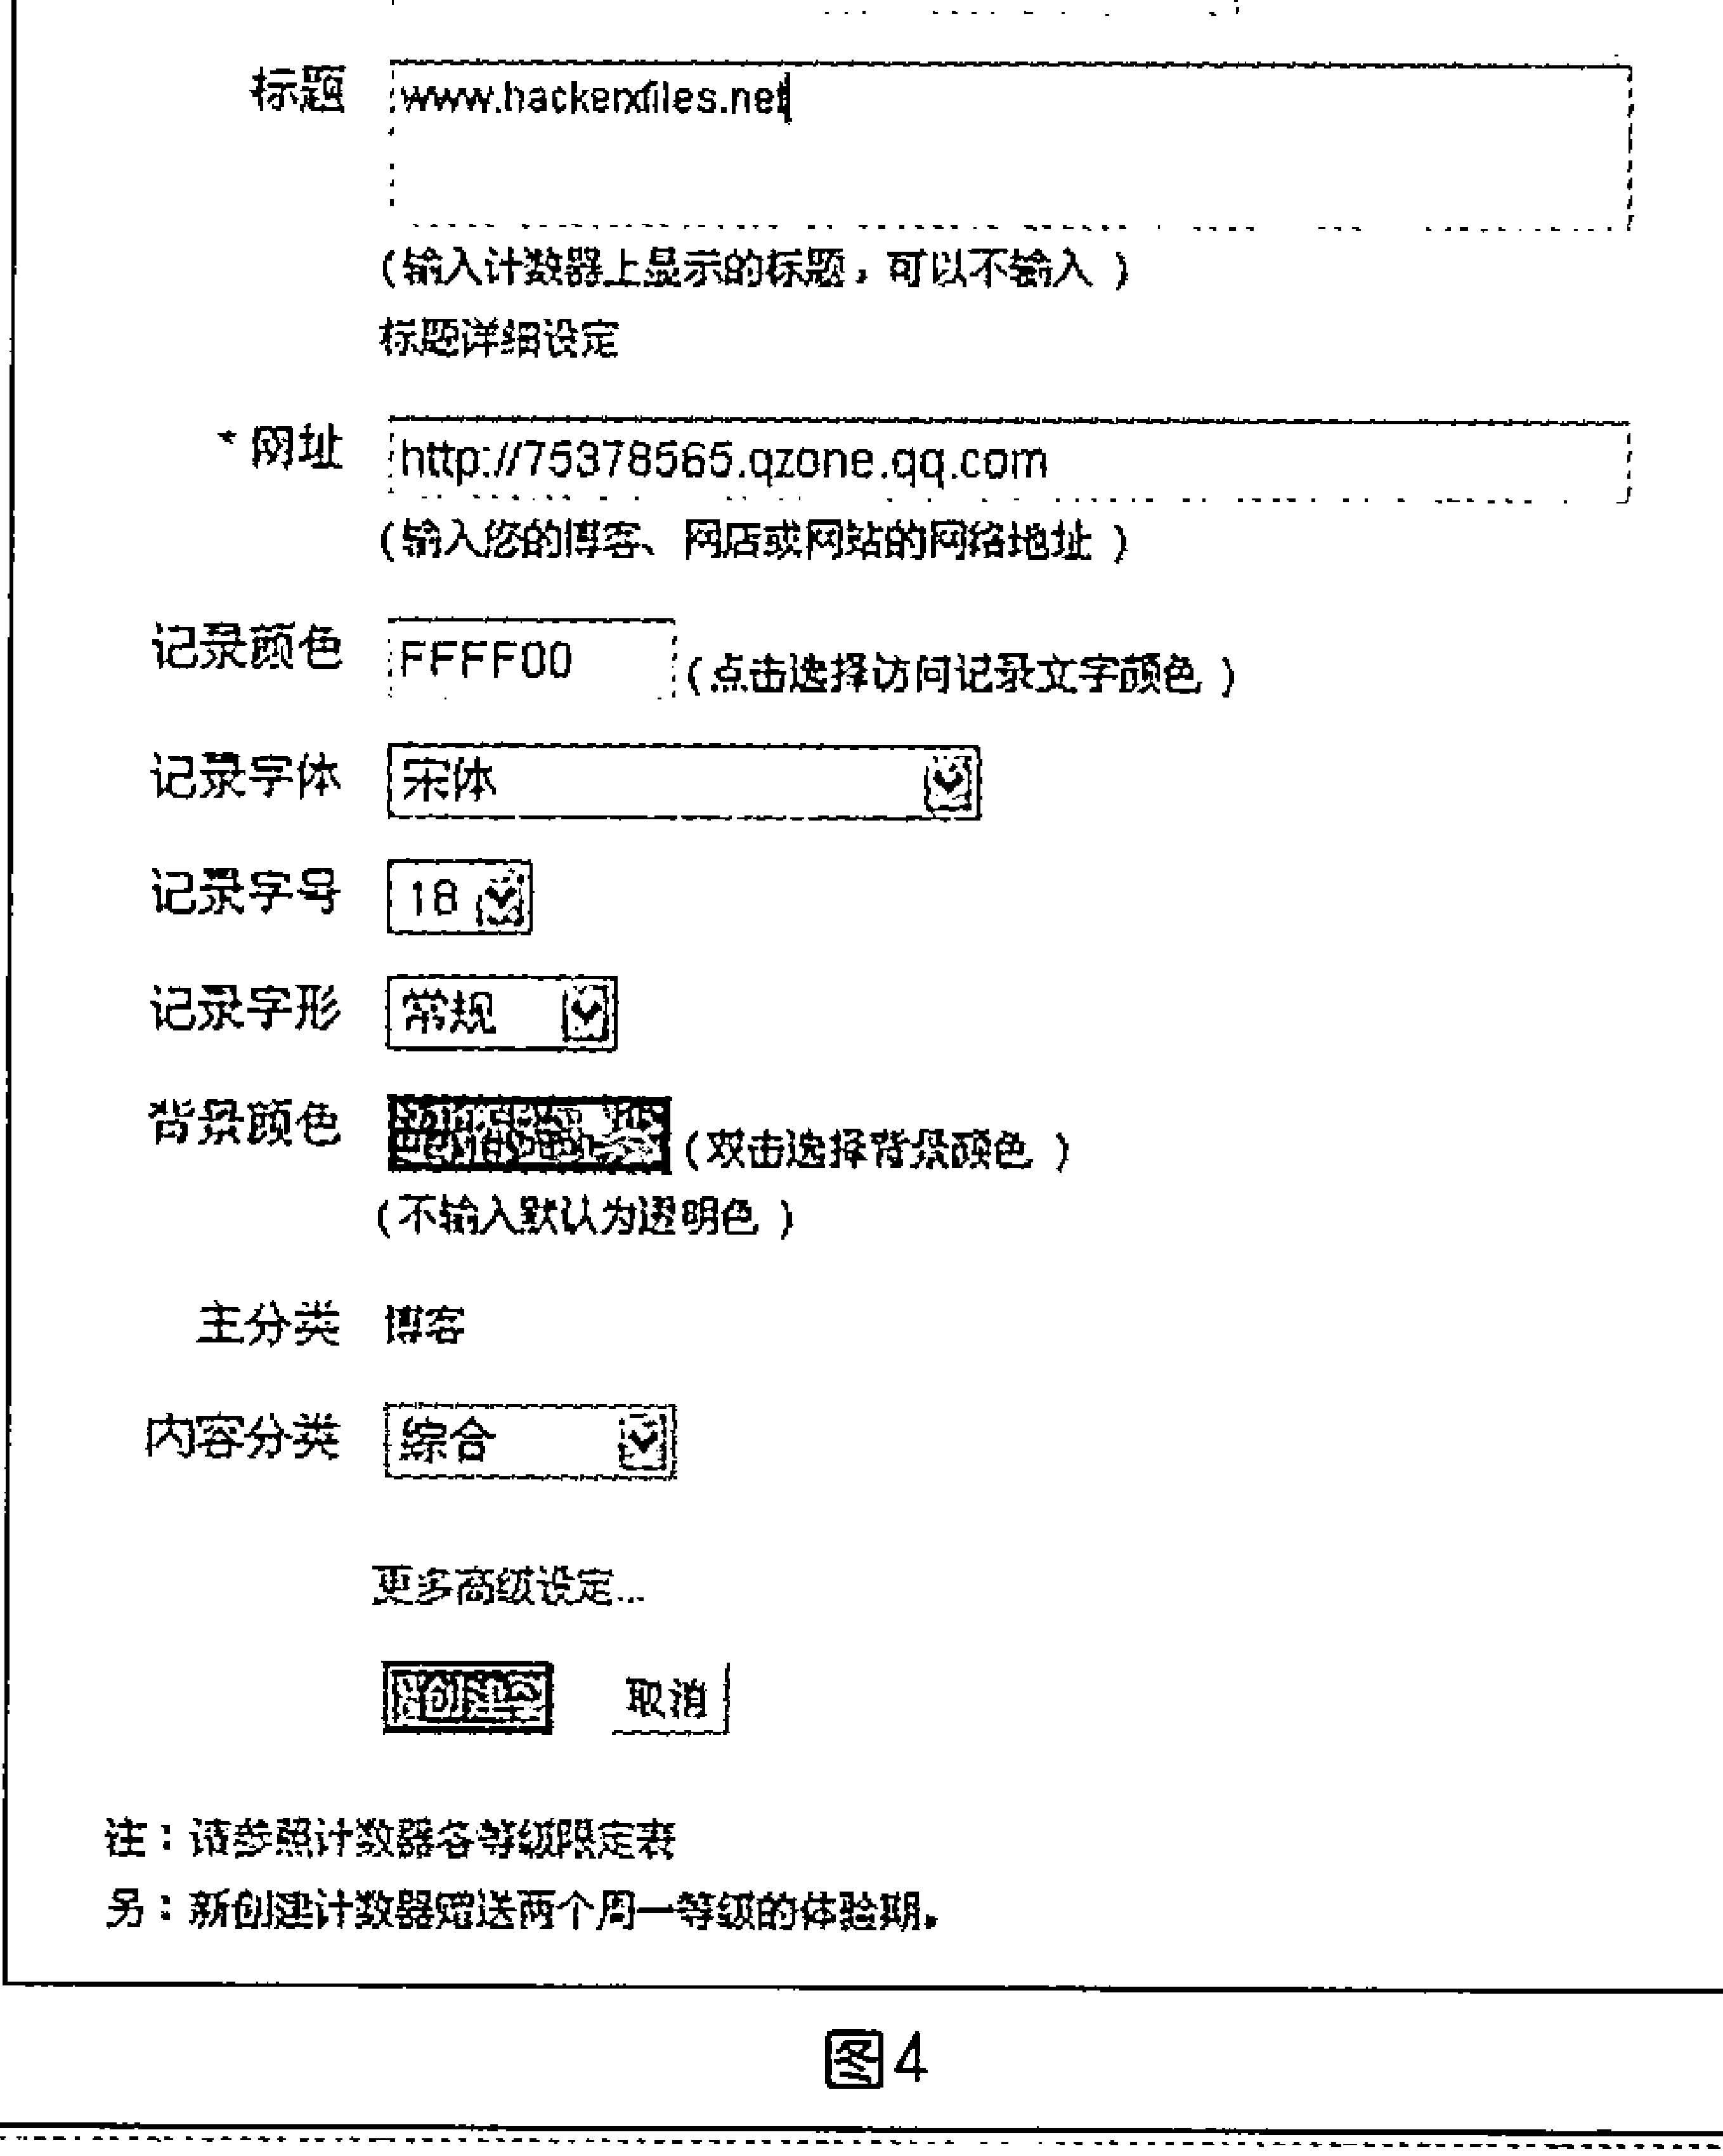 标题 www.hackerxfiles.net
(输入计数器上显示的标题，可以不输入 )
标题详细设定
* 网址 http://75378565.qzone.qq.com
(输入您的博客、网店或网站的网络地址 )
记录颜色 FFFF00 (点击选择访问记录文字颜色 )
记录字体 宋体
记录字号 18
记录字形 常规
背景颜色 (双击选择背景颜色 )
(不输入默认为透明色 )
主分类 博客
内容分类 综合
更多高级设定...
创建 取消
注：请参照计数器各等级限定表
另：新创建计数器赠送两个周一等级的体验期。
图4